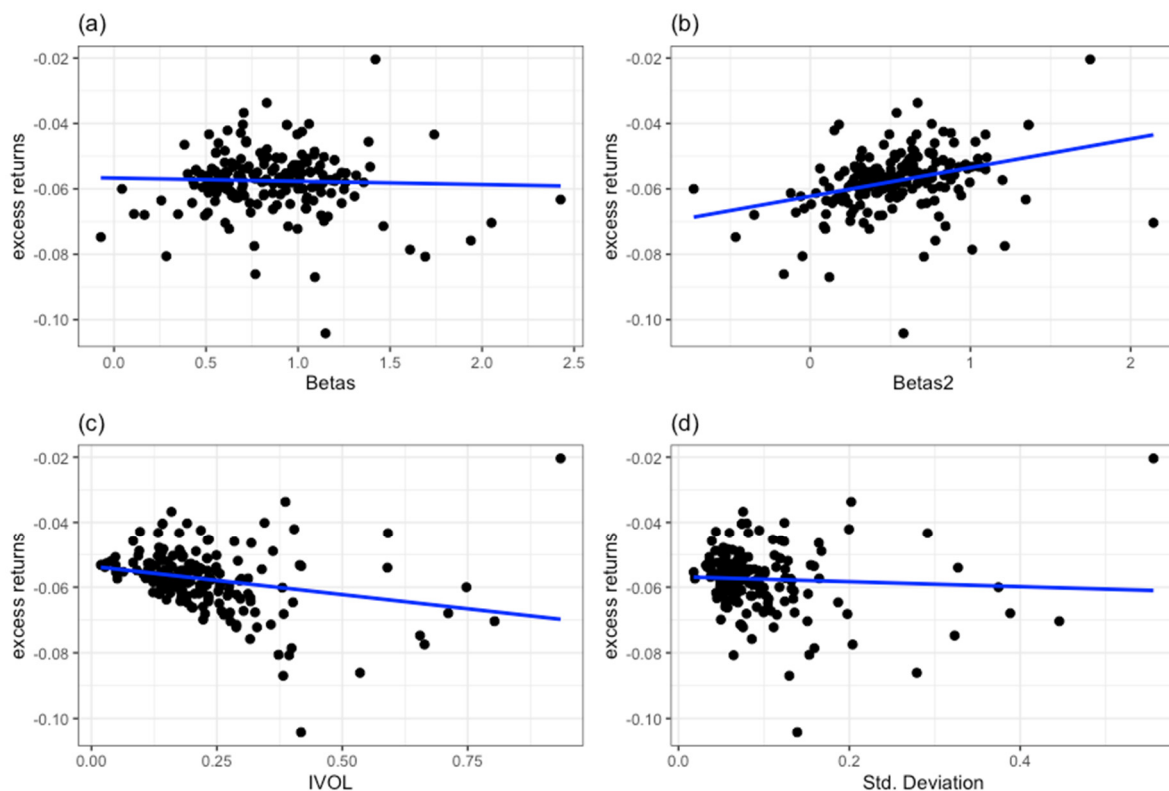 (a)
excess returns
-0.02
-0.04
-0.06
-0.08
-0.10
0.0 0.5 1.0 1.5 2.0 2.5
Betas
(b)
excess returns
-0.02
-0.04
-0.06
-0.08
-0.10
0 1 2
Betas2
(c)
excess returns
-0.02
-0.04
-0.06
-0.08
-0.10
0.00 0.25 0.50 0.75
IVOL
(d)
excess returns
-0.02
-0.04
-0.06
-0.08
-0.10
0.0 0.2 0.4
Std. Deviation